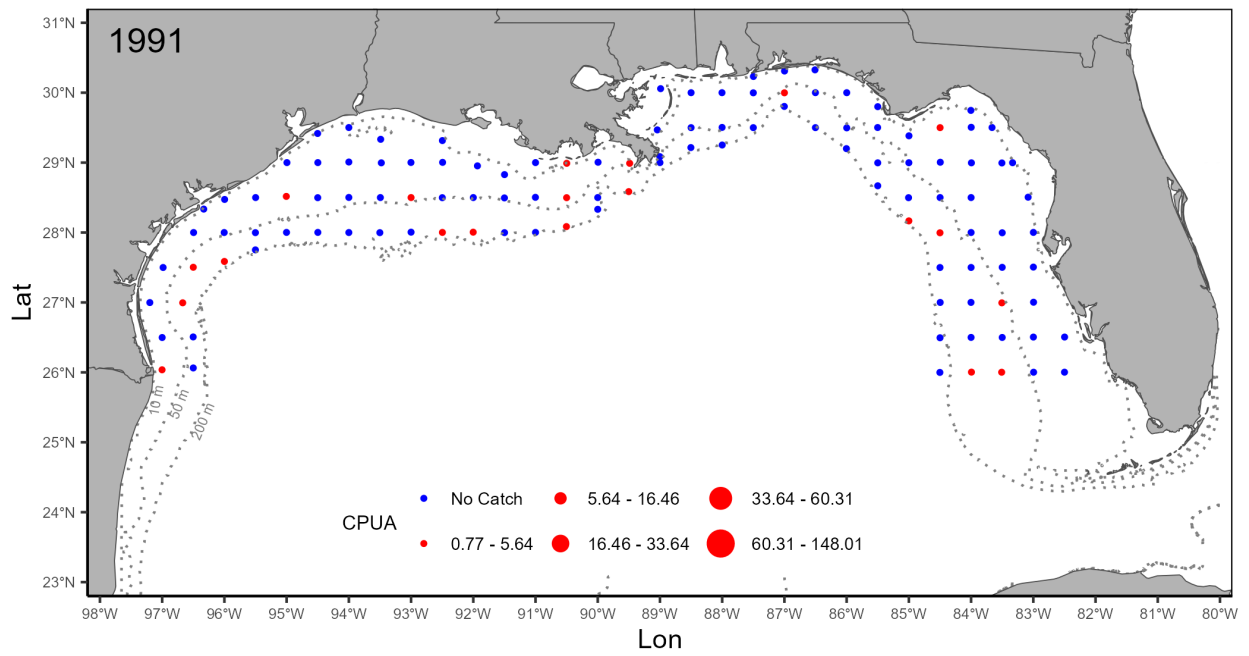 1991
31°N
30°N
29°N
28°N
27°N
26°N
25°N
24°N
23°N
Lat
10 m
50 m
200 m
CPUA
No Catch
5.64 - 16.46
33.64 - 60.31
0.77 - 5.64
16.46 - 33.64
60.31 - 148.01
98°W 97°W 96°W 95°W 94°W 93°W 92°W 91°W 90°W 89°W 88°W 87°W 86°W 85°W 84°W 83°W 82°W 81°W 80°W
Lon